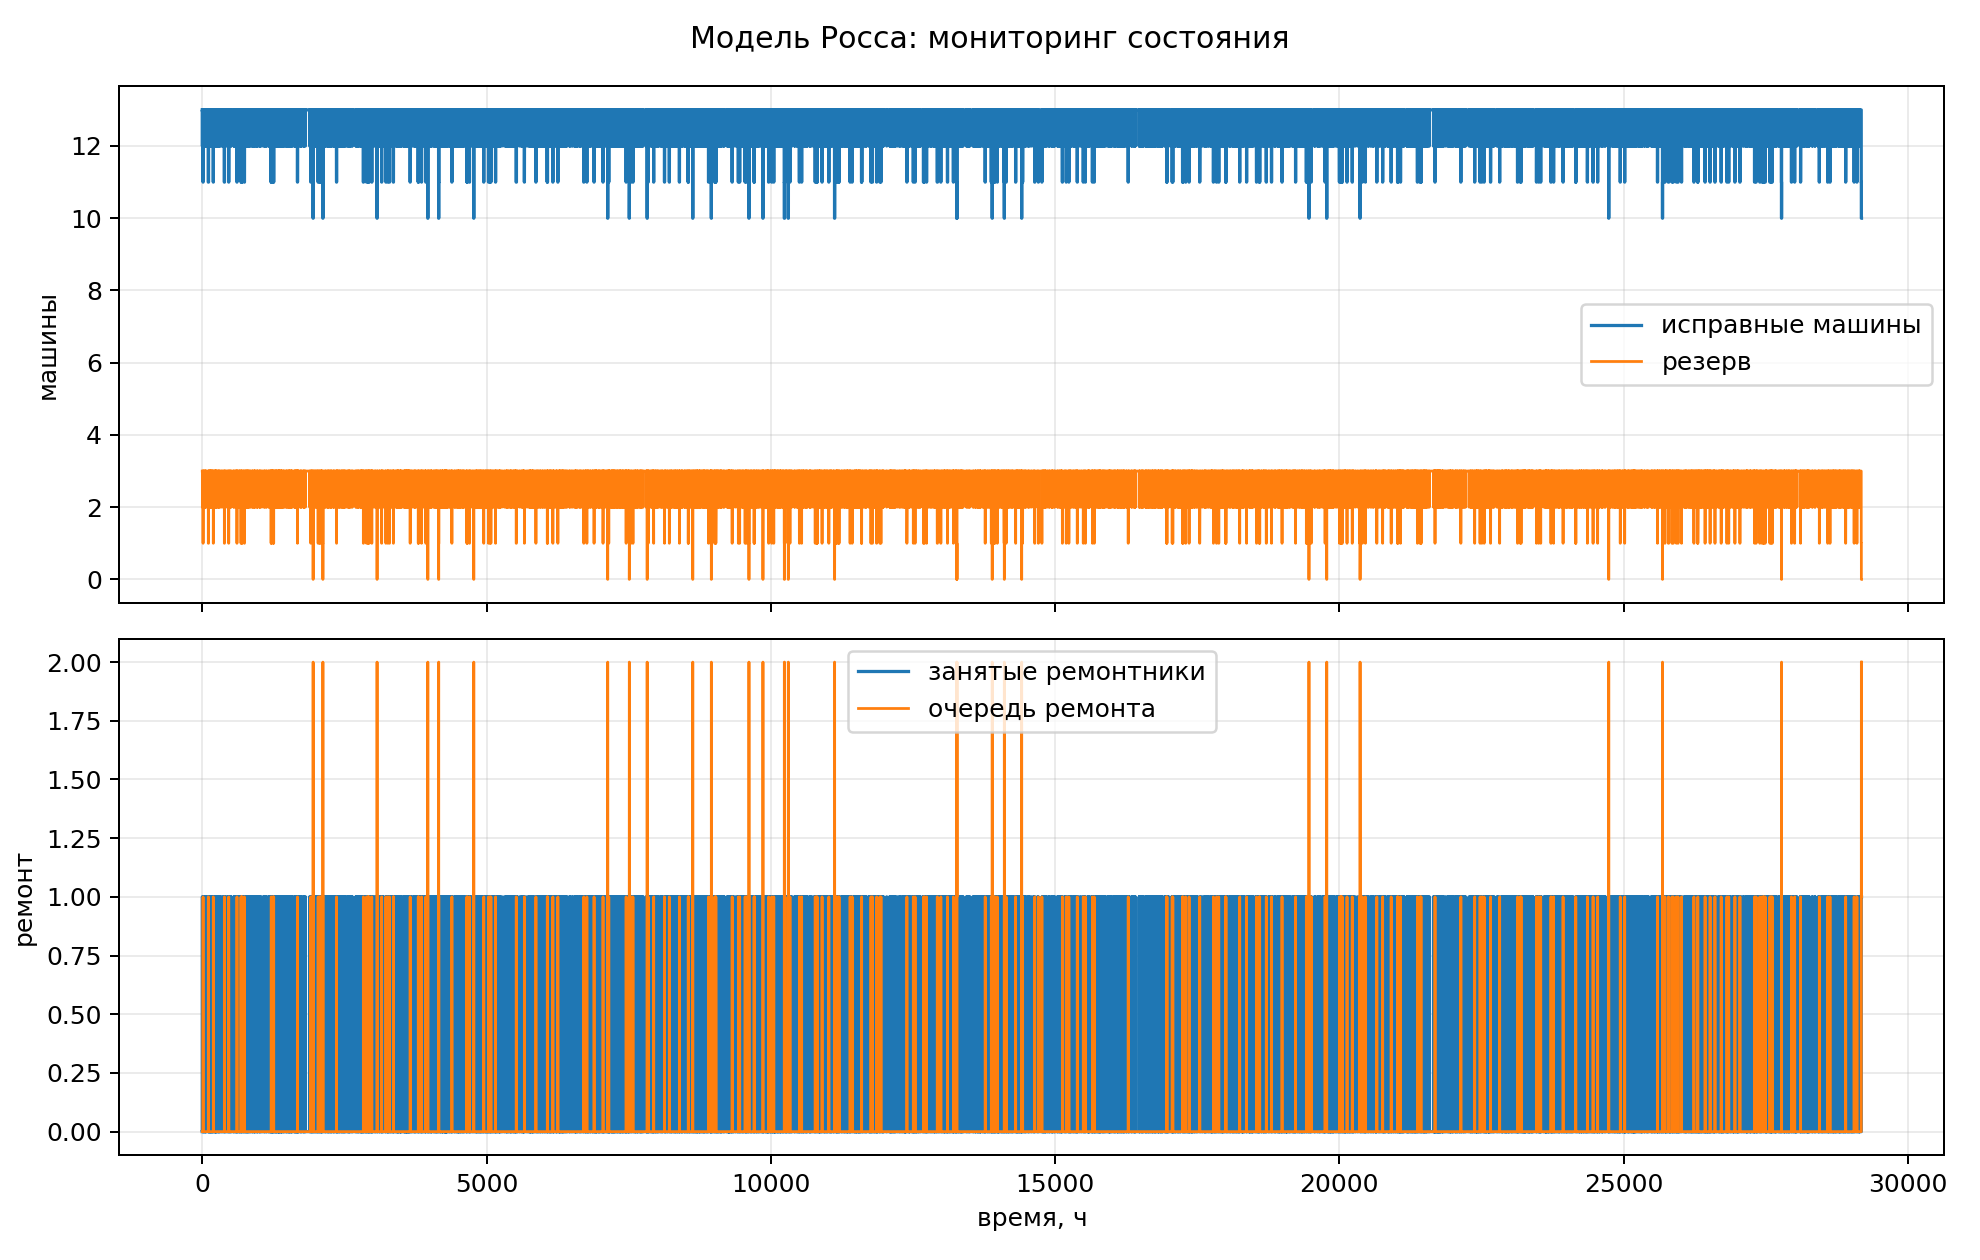 Модель Росса: мониторинг состояния
12
10
8
6
4
2
0
машины
исправные машины
резерв
2.00
1.75
1.50
1.25
1.00
0.75
0.50
0.25
0.00
ремонт
занятые ремонтники
очередь ремонта
0 5000 10000 15000 20000 25000 30000
время, ч